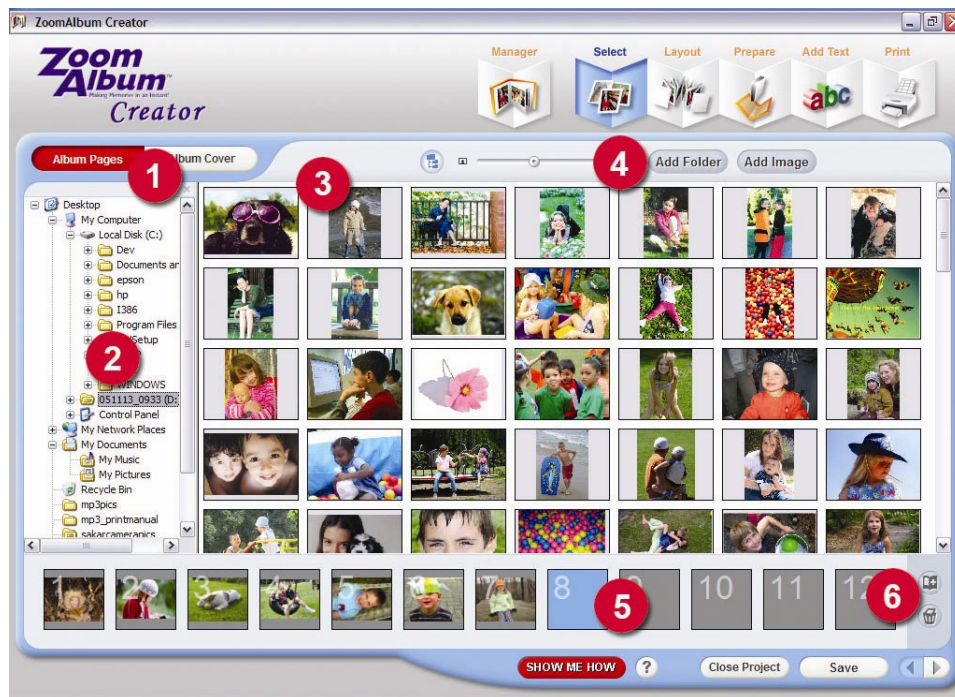 ZoomAlbum Creator
Zoom
Album™
Making Memories in an Instant!
Creator
Manager
Select
Layout
Prepare
Add Text
Print
abc
Album Pages
lbum Cover
1
3
4
Add Folder
Add Image
Desktop
My Computer
Local Disk (C:)
Dev
Documents an
epson
hp
I386
Program Files
Setup
2
WINDOWS
051113_0933 (D:
Control Panel
My Network Places
My Documents
My Music
My Pictures
Recycle Bin
mp3pics
mp3_printmanual
sakarcamerapics
1
2
3
4
5
6
7
8
5
9
10
11
12
6
SHOW ME HOW
?
Close Project
Save